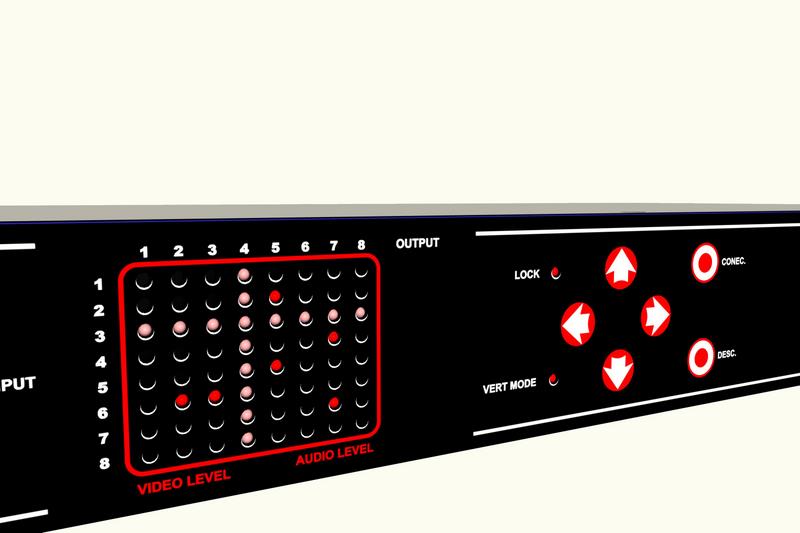 1 2 3 4 5 6 7 8 OUTPUT
1
2
3
4
5
6
7
8
PUT
VIDEO LEVEL AUDIO LEVEL
LOCK
CONEC.
VERT MODE
DESC.